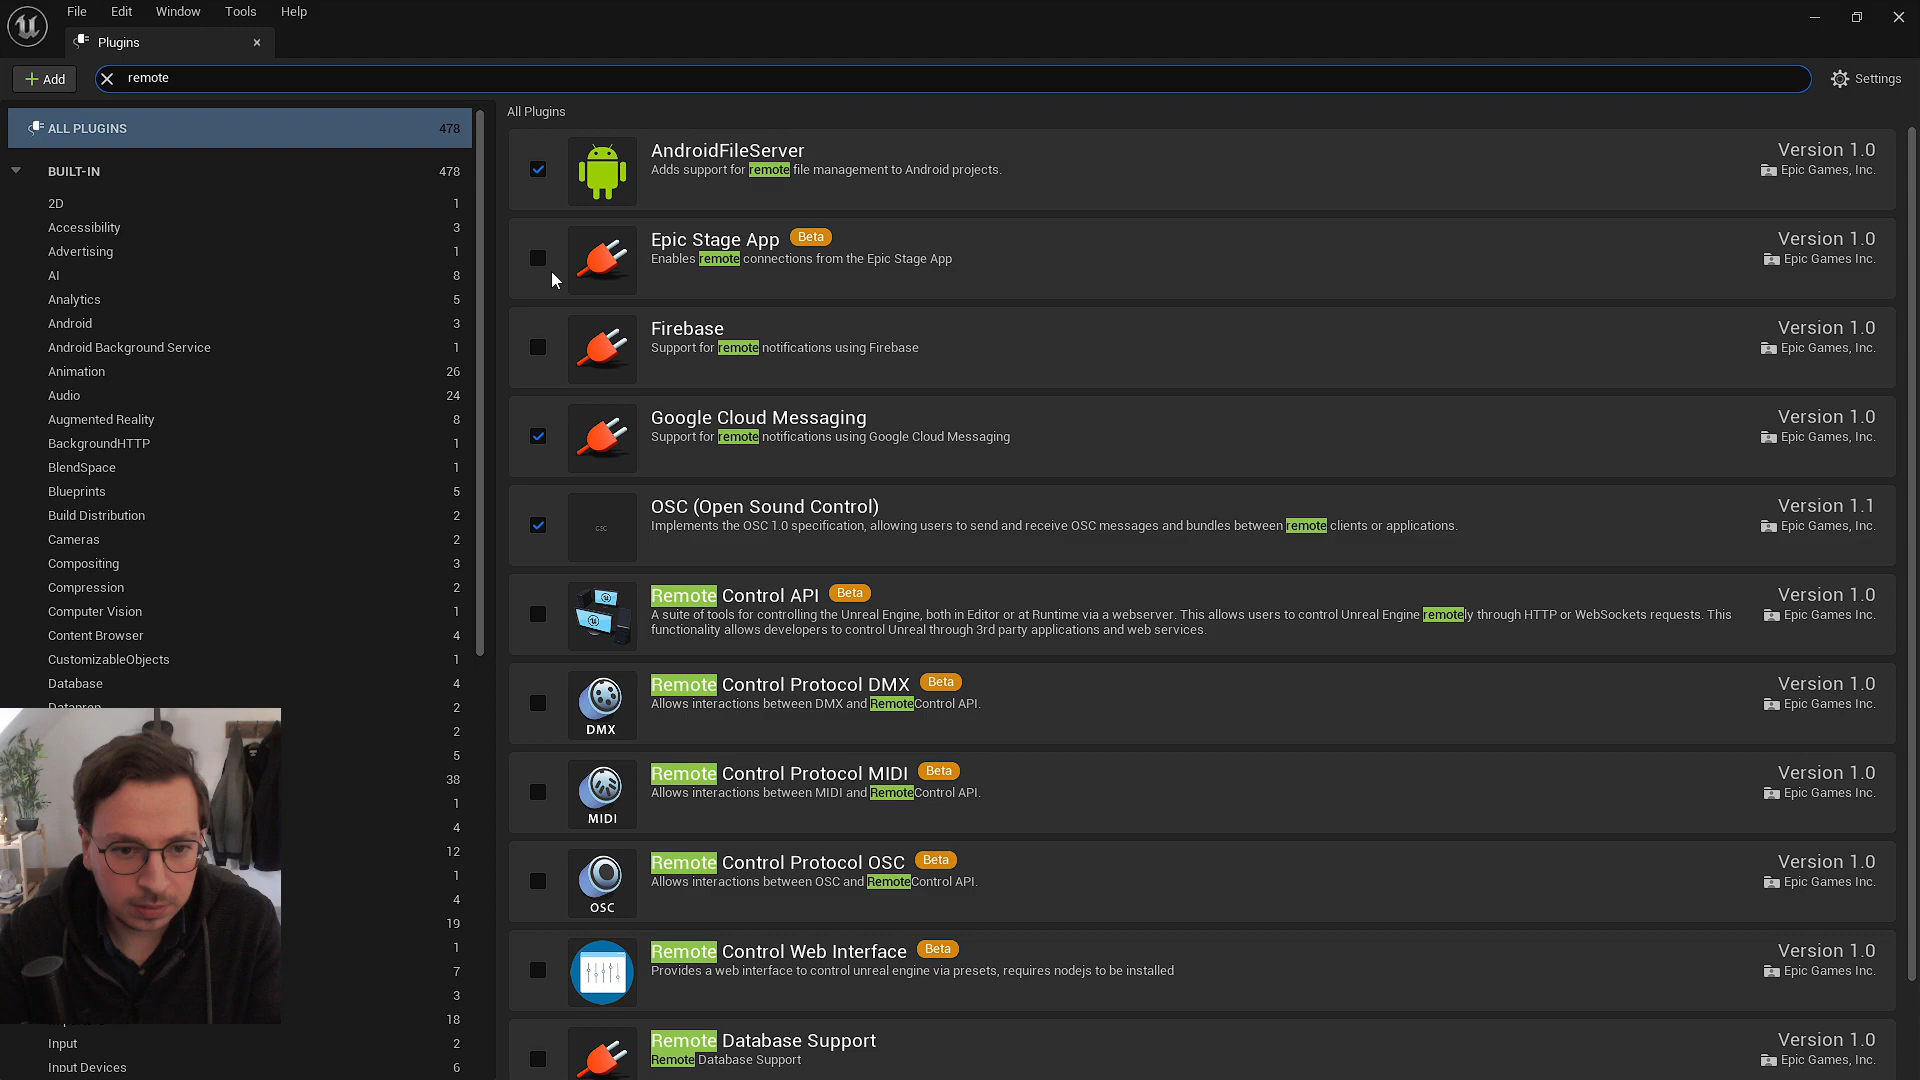 File Edit Window Tools Help
Plugins
Add
remote
Settings
ALL PLUGINS 478
BUILT-IN 478
2D 1
Accessibility 3
Advertising 1
AI 8
Analytics 5
Android 3
Android Background Service 1
Animation 26
Audio 24
Augmented Reality 8
BackgroundHTTP 1
BlendSpace 1
Blueprints 5
Build Distribution 2
Cameras 2
Compositing 3
Compression 2
Computer Vision 1
Content Browser 4
CustomizableObjects 1
Database 4
Dataprep 2
2
5
38
1
4
12
1
4
19
1
7
3
18
Input 2
Input Devices 6
All Plugins
AndroidFileServer
Adds support for remote file management to Android projects.
Version 1.0
Epic Games, Inc.
Epic Stage App Beta
Enables remote connections from the Epic Stage App
Version 1.0
Epic Games Inc.
Firebase
Support for remote notifications using Firebase
Version 1.0
Epic Games, Inc.
Google Cloud Messaging
Support for remote notifications using Google Cloud Messaging
Version 1.0
Epic Games, Inc.
OSC (Open Sound Control)
Implements the OSC 1.0 specification, allowing users to send and receive OSC messages and bundles between remote clients or applications.
Version 1.1
Epic Games, Inc.
Remote Control API Beta
A suite of tools for controlling the Unreal Engine, both in Editor or at Runtime via a webserver. This allows users to control Unreal Engine remotely through HTTP or WebSockets requests. This
functionality allows developers to control Unreal through 3rd party applications and web services.
Version 1.0
Epic Games, Inc.
DMX
Remote Control Protocol DMX Beta
Allows interactions between DMX and RemoteControl API.
Version 1.0
Epic Games Inc.
MIDI
Remote Control Protocol MIDI Beta
Allows interactions between MIDI and RemoteControl API.
Version 1.0
Epic Games Inc.
OSC
Remote Control Protocol OSC Beta
Allows interactions between OSC and RemoteControl API.
Version 1.0
Epic Games Inc.
Remote Control Web Interface Beta
Provides a web interface to control unreal engine via presets, requires nodejs to be installed
Version 1.0
Epic Games Inc.
Remote Database Support
Remote Database Support
Version 1.0
Epic Games, Inc.